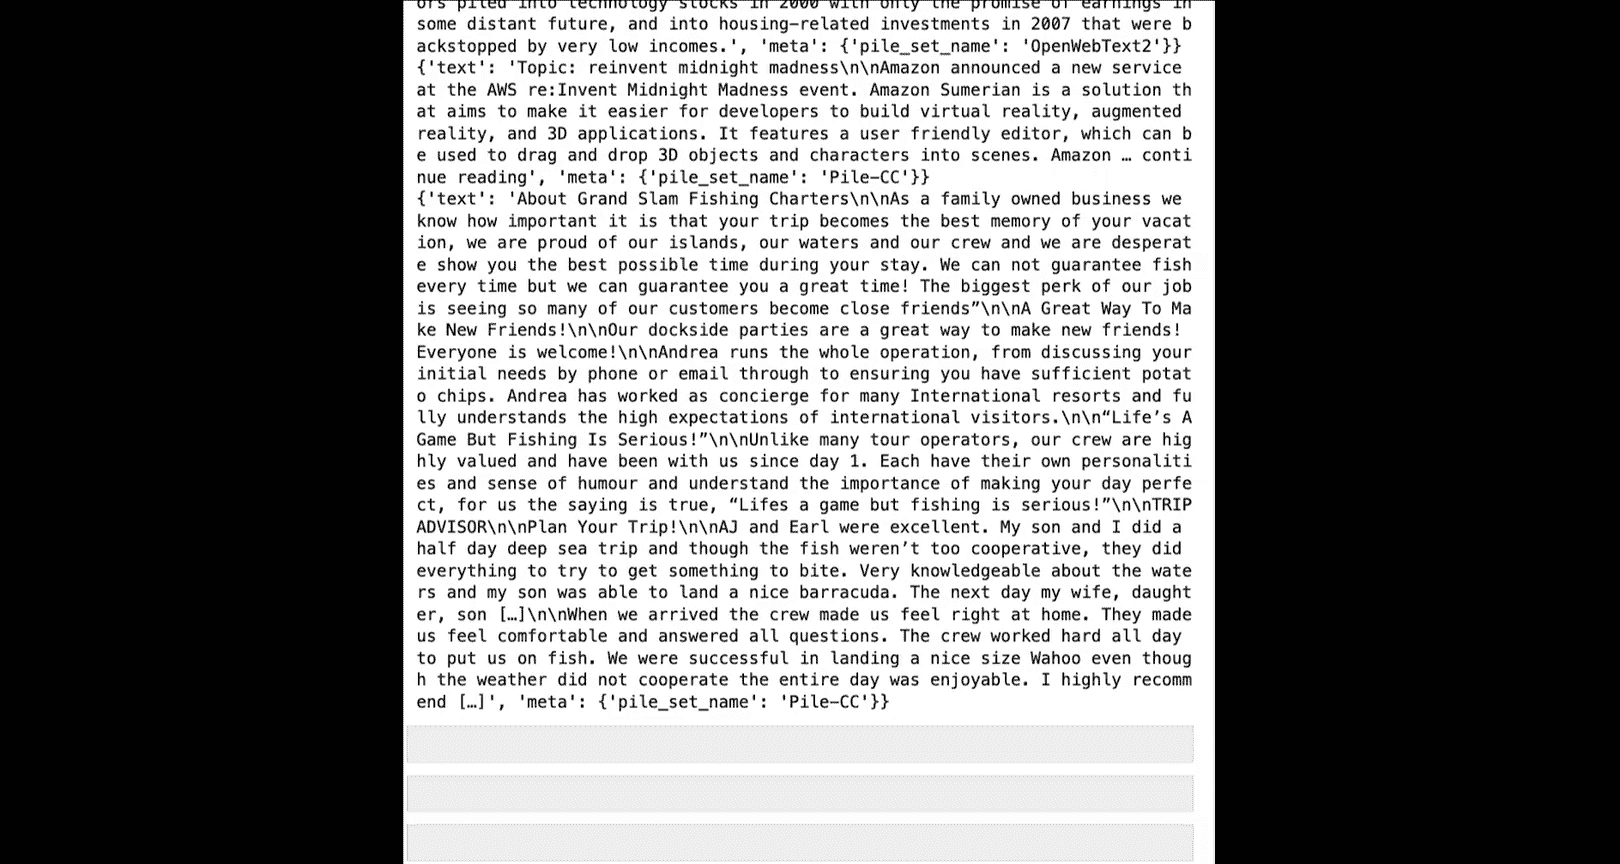 ors piled into technology stocks in 2000 with only the promise of earnings in
some distant future, and into housing-related investments in 2007 that were b
ackstopped by very low incomes.', 'meta': {'pile_set_name': 'OpenWebText2'}}
{'text': 'Topic: reinvent midnight madness\n\nAmazon announced a new service
at the AWS re:Invent Midnight Madness event. Amazon Sumerian is a solution th
at aims to make it easier for developers to build virtual reality, augmented
reality, and 3D applications. It features a user friendly editor, which can b
e used to drag and drop 3D objects and characters into scenes. Amazon … conti
nue reading', 'meta': {'pile_set_name': 'Pile-CC'}}
{'text': 'About Grand Slam Fishing Charters\n\nAs a family owned business we
know how important it is that your trip becomes the best memory of your vacat
ion, we are proud of our islands, our waters and our crew and we are desperat
e show you the best possible time during your stay. We can not guarantee fish
every time but we can guarantee you a great time! The biggest perk of our job
is seeing so many of our customers become close friends”\n\nA Great Way To Ma
ke New Friends!\n\nOur dockside parties are a great way to make new friends!
Everyone is welcome!\n\nAndrea runs the whole operation, from discussing your
initial needs by phone or email through to ensuring you have sufficient potat
o chips. Andrea has worked as concierge for many International resorts and fu
lly understands the high expectations of international visitors.\n\n“Life’s A
Game But Fishing Is Serious!”\n\nUnlike many tour operators, our crew are hig
hly valued and have been with us since day 1. Each have their own personaliti
es and sense of humour and understand the importance of making your day perfe
ct, for us the saying is true, “Lifes a game but fishing is serious!”\n\nTRIP
ADVISOR\n\nPlan Your Trip!\n\nAJ and Earl were excellent. My son and I did a
half day deep sea trip and though the fish weren’t too cooperative, they did
everything to try to get something to bite. Very knowledgeable about the wate
rs and my son was able to land a nice barracuda. The next day my wife, daught
er, son […]\n\nWhen we arrived the crew made us feel right at home. They made
us feel comfortable and answered all questions. The crew worked hard all day
to put us on fish. We were successful in landing a nice size Wahoo even thoug
h the weather did not cooperate the entire day was enjoyable. I highly recomm
end […]', 'meta': {'pile_set_name': 'Pile-CC'}}